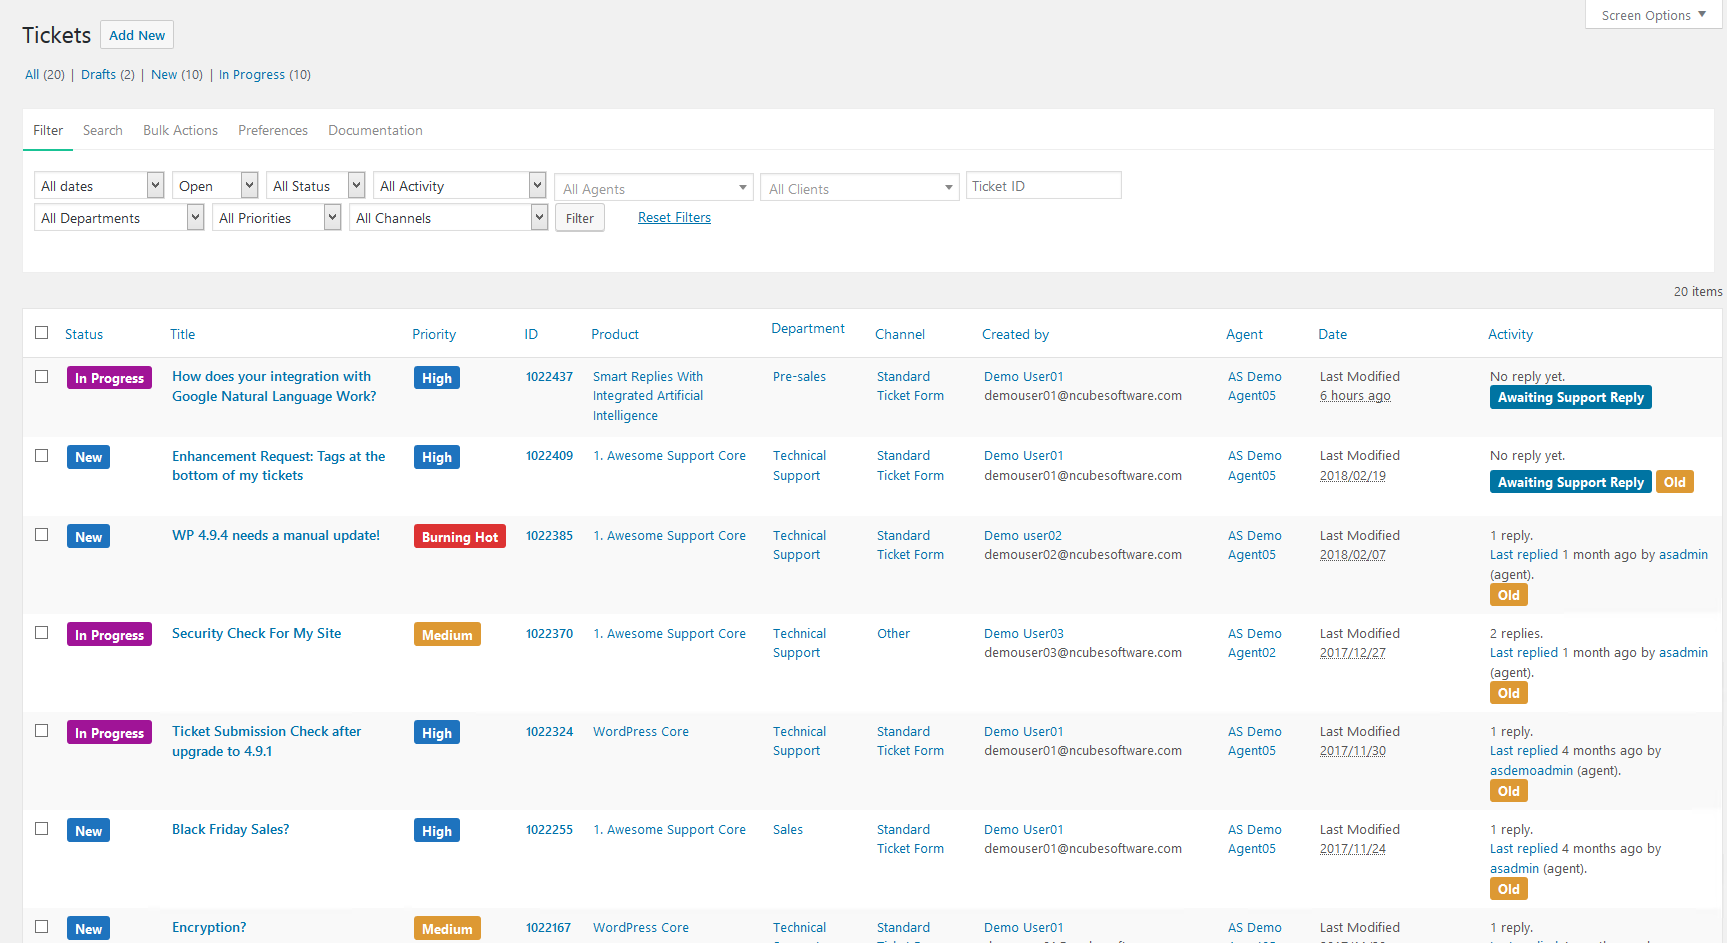 Screen Options
Tickets Add New
All (20) | Drafts (2) | New (10) | In Progress (10)
Filter Search Bulk Actions Preferences Documentation
All dates Open All Status All Activity All Agents All Clients Ticket ID
All Departments All Priorities All Channels Filter Reset Filters
20 items
Status Title Priority ID Product Department Channel Created by Agent Date Activity
In Progress How does your integration with High 1022437 Smart Replies With Pre-sales Standard Demo User01 AS Demo Last Modified No reply yet.
Google Natural Language Work? Integrated Artificial Ticket Form demouser01@ncubesoftware.com Agent05 6 hours ago Awaiting Support Reply
Intelligence
New Enhancement Request: Tags at the High 1022409 1. Awesome Support Core Technical Standard Demo User01 AS Demo Last Modified No reply yet.
bottom of my tickets Support Ticket Form demouser01@ncubesoftware.com Agent05 2018/02/19 Awaiting Support Reply Old
New WP 4.9.4 needs a manual update! Burning Hot 1022385 1. Awesome Support Core Technical Standard Demo user02 AS Demo Last Modified 1 reply.
Support Ticket Form demouser02@ncubesoftware.com Agent05 2018/02/07 Last replied 1 month ago by asadmin
(agent).
Old
In Progress Security Check For My Site Medium 1022370 1. Awesome Support Core Technical Other Demo User03 AS Demo Last Modified 2 replies.
Support demouser03@ncubesoftware.com Agent02 2017/12/27 Last replied 1 month ago by asadmin
(agent).
Old
In Progress Ticket Submission Check after High 1022324 WordPress Core Technical Standard Demo User01 AS Demo Last Modified 1 reply.
upgrade to 4.9.1 Support Ticket Form demouser01@ncubesoftware.com Agent05 2017/11/30 Last replied 4 months ago by
asdemoadmin (agent).
Old
New Black Friday Sales? High 1022255 1. Awesome Support Core Sales Standard Demo User01 AS Demo Last Modified 1 reply.
Ticket Form demouser01@ncubesoftware.com Agent05 2017/11/24 Last replied 4 months ago by
asadmin (agent).
Old
New Encryption? Medium 1022167 WordPress Core Technical Standard Demo User01 AS Demo Last Modified 1 reply.